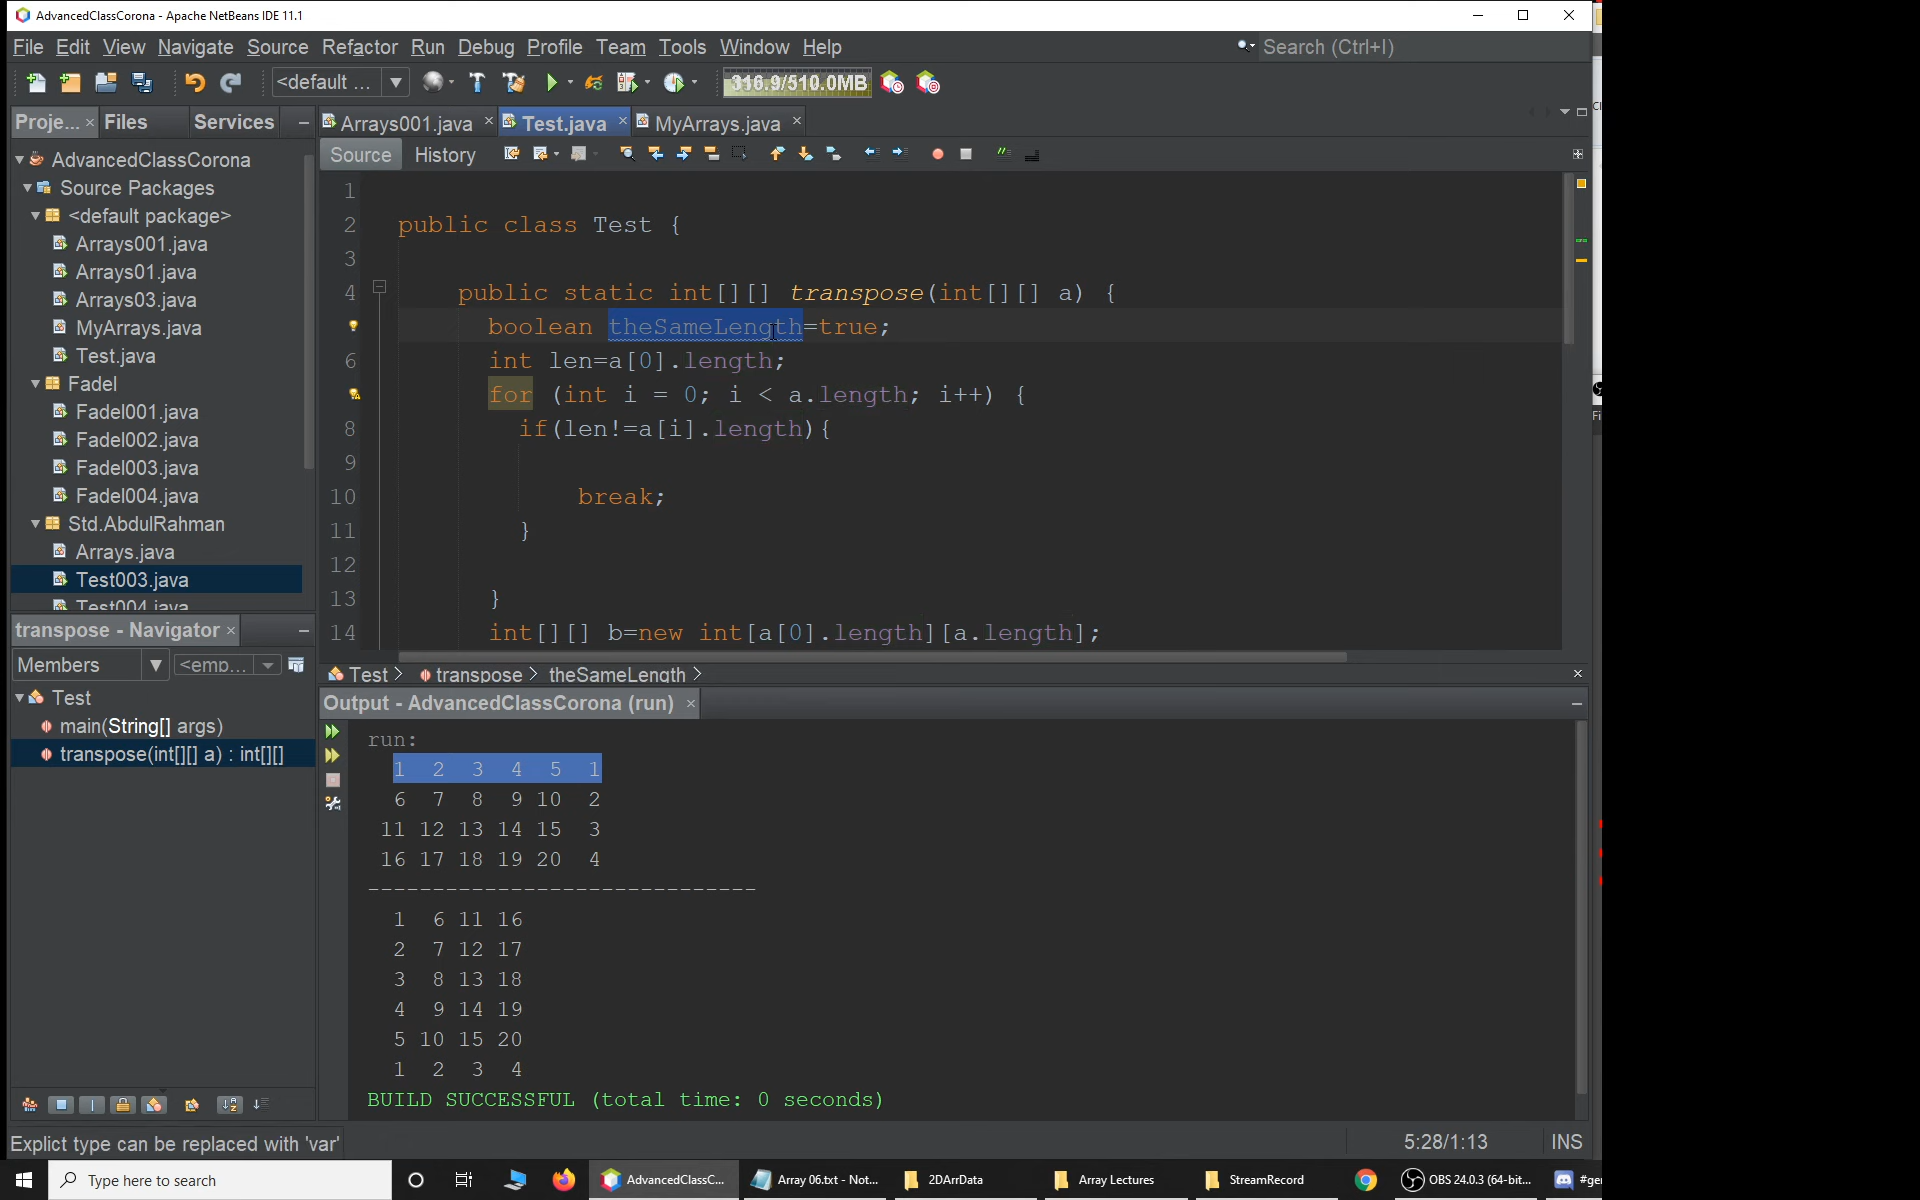 AdvancedClassCorona - Apache NetBeans IDE 11.1
File Edit View Navigate Source Refactor Run Debug Profile Team Tools Window Help
Search (Ctrl+I)
<default ...
316.9/510.0MB
Proje... Files Services
Arrays001.java Test.java MyArrays.java
Source History
AdvancedClassCorona
Source Packages
<default package>
Arrays001.java
Arrays01.java
Arrays03.java
MyArrays.java
Test.java
Fadel
Fadel001.java
Fadel002.java
Fadel003.java
Fadel004.java
Std.AbdulRahman
Arrays.java
Test003.java
Test004.java
1
2 public class Test {
3
4 public static int[][] transpose(int[][] a) {
boolean theSameLength=true;
6 int len=a[0].length;
for (int i = 0; i < a.length; i++) {
8 if(len!=a[i].length){
9
10 break;
11 }
12
13 }
14 int[][] b=new int[a[0].length][a.length];
Test transpose theSameLength
transpose - Navigator
Members <emp...
Test
main(String[] args)
transpose(int[][] a) : int[][]
Output - AdvancedClassCorona (run)
run:
1 2 3 4 5 1
6 7 8 9 10 2
11 12 13 14 15 3
16 17 18 19 20 4
------------------------------
1 6 11 16
2 7 12 17
3 8 13 18
4 9 14 19
5 10 15 20
1 2 3 4
BUILD SUCCESSFUL (total time: 0 seconds)
Explict type can be replaced with 'var'
5:28/1:13 INS
Type here to search
AdvancedClassC...
Array 06.txt - Not...
2DArrData
Array Lectures
StreamRecord
OBS 24.0.3 (64-bit...
#ge